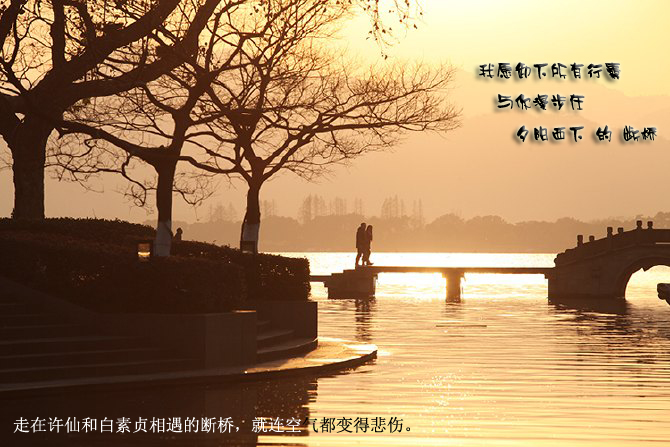 我愿卸下所有行囊
与你漫步在
夕阳西下 的 断桥
走在许仙和白素贞相遇的断桥，就连空气都变得悲伤。